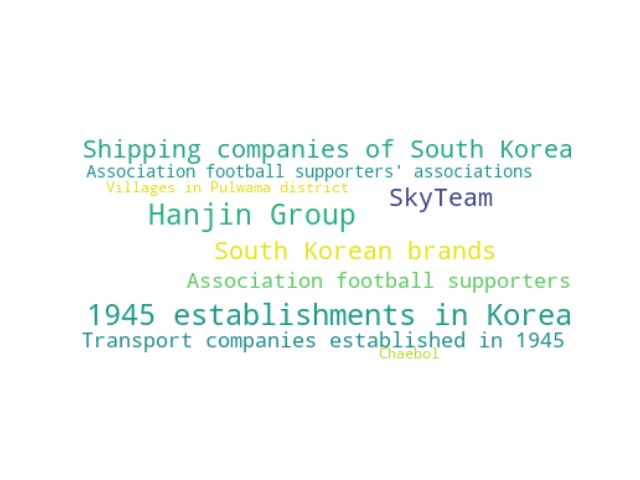 Shipping companies of South Korea
Association football supporters' associations
Villages in Pulwama district
SkyTeam
Hanjin Group
South Korean brands
Association football supporters
1945 establishments in Korea
Transport companies established in 1945
Chaebol